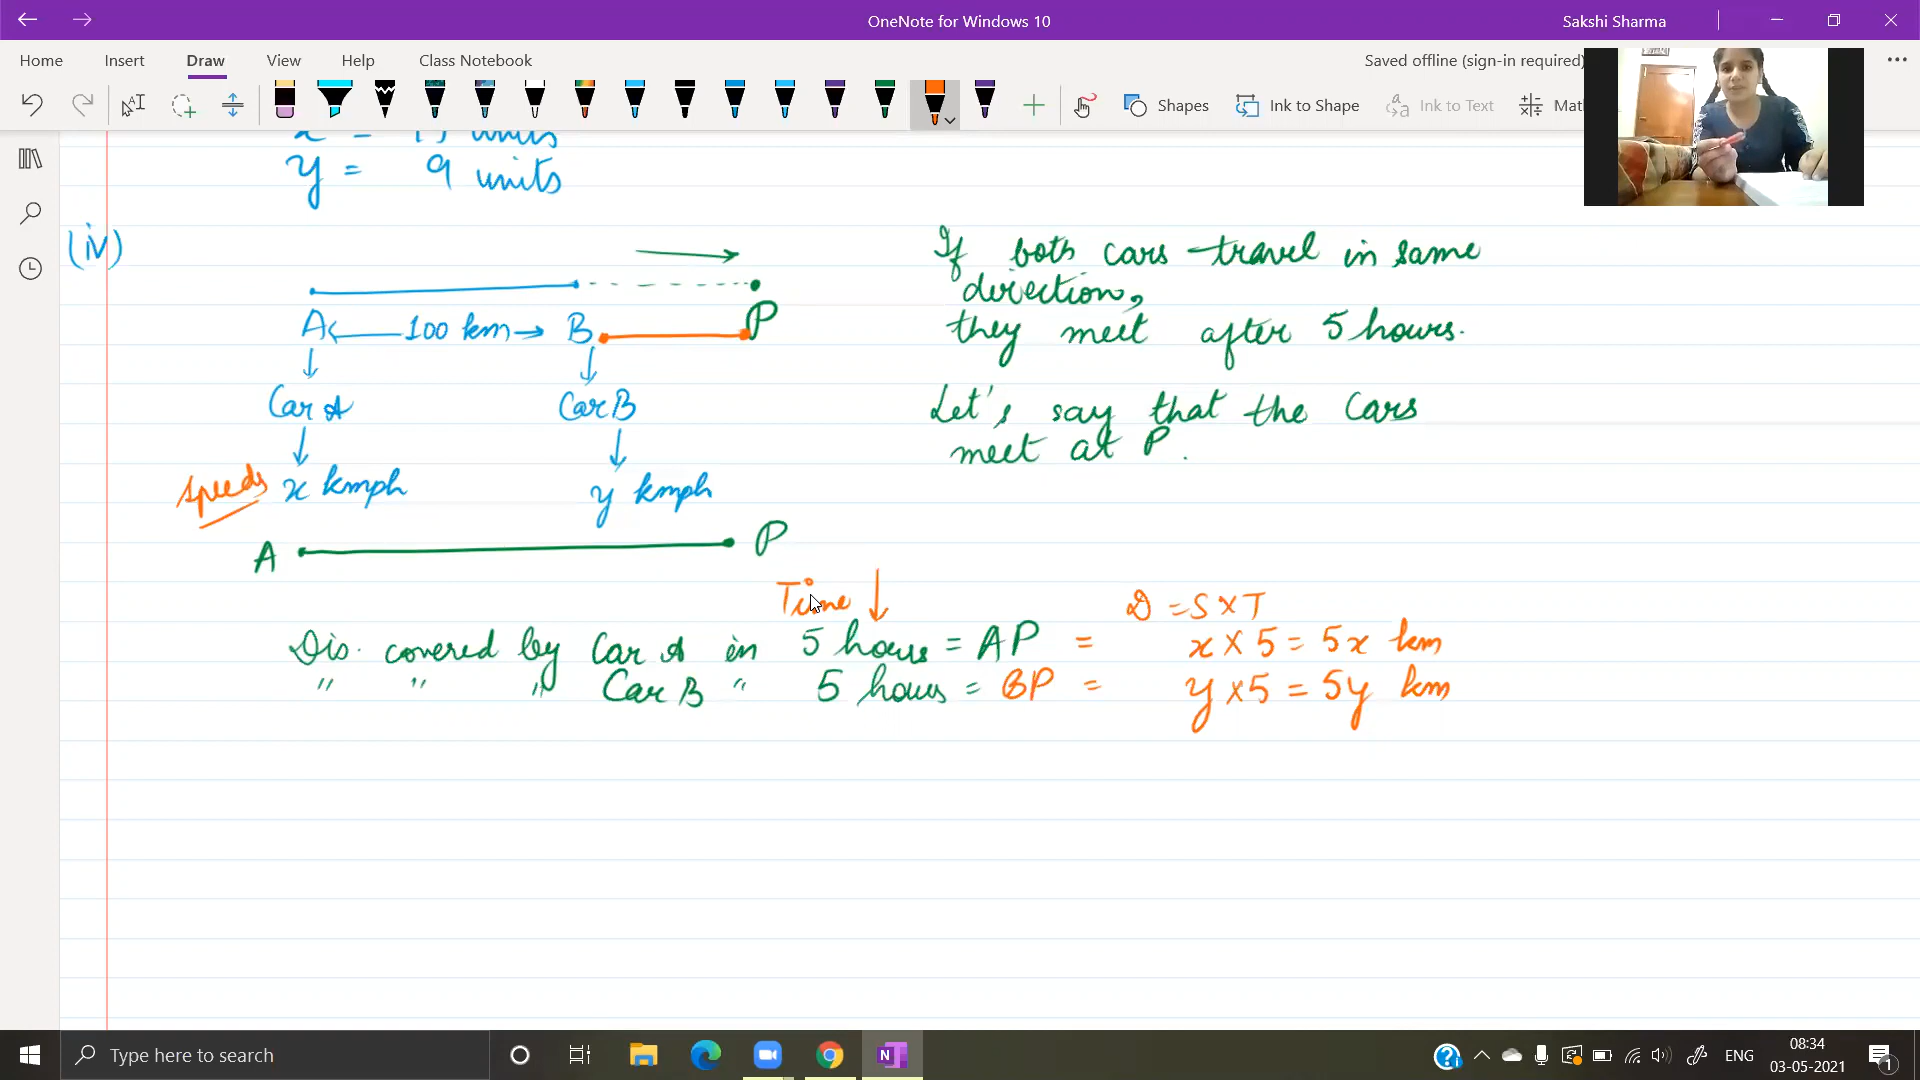 OneNote for Windows 10
Sakshi Sharma
Home Insert Draw View Help Class Notebook
Saved offline (sign-in required)
Shapes Ink to Shape Ink to Text Mat
y = 9 units
(iv)
A ← 100 km → B P
Car A Car B
speeds x kmph y kmph
If both cars travel in same
direction,
they meet after 5 hours.
Let's say that the cars
meet at P.
A P
Time ↓ D = S × T
Dis. covered by Car A in 5 hours = AP = x × 5 = 5x km
" " " Car B " 5 hours = BP = y × 5 = 5y km
Type here to search
ENG
08:34
03-05-2021
1